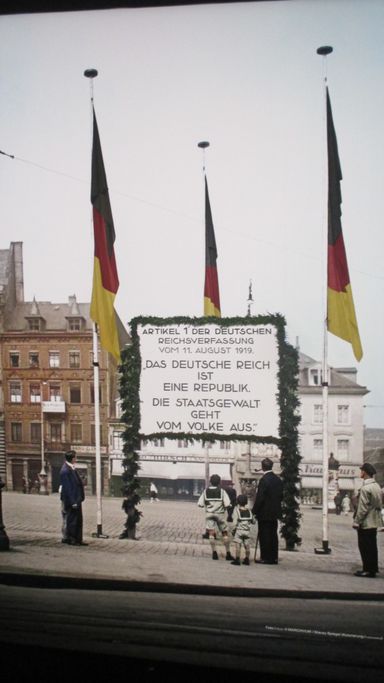 ARTIKEL 1 DER DEUTSCHEN
REICHSVERFASSUNG
VOM 11. AUGUST 1919.
„DAS DEUTSCHE REICH
IST
EINE REPUBLIK.
DIE STAATSGEWALT
GEHT
VOM VOLKE AUS.“